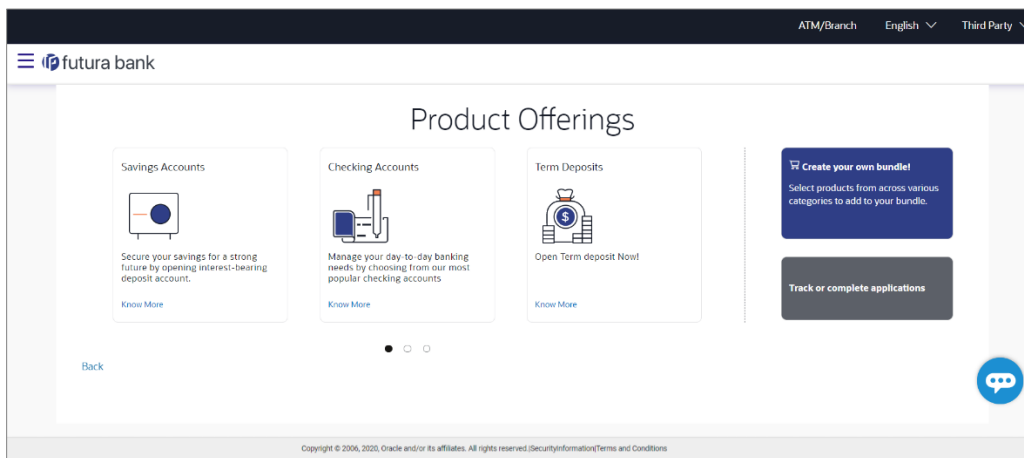 ATM/Branch English Third Party
futura bank
Product Offerings
Savings Accounts
Secure your savings for a strong
future by opening interest-bearing
deposit account.
Know More
Checking Accounts
Manage your day-to-day banking
needs by choosing from our most
popular checking accounts
Know More
Term Deposits
$
Open Term deposit Now!
Know More
Create your own bundle!
Select products from across various
categories to add to your bundle.
Track or complete applications
Back
Copyright © 2006, 2020, Oracle and/or its affiliates. All rights reserved.|SecurityInformation|Terms and Conditions